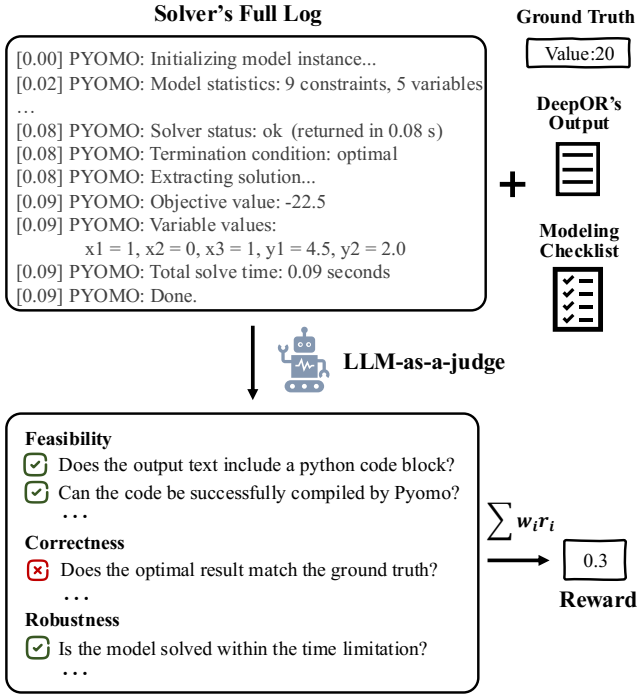 Solver's Full Log
[0.00] PYOMO: Initializing model instance...
[0.02] PYOMO: Model statistics: 9 constraints, 5 variables
...
[0.08] PYOMO: Solver status: ok (returned in 0.08 s)
[0.08] PYOMO: Termination condition: optimal
[0.08] PYOMO: Extracting solution...
[0.09] PYOMO: Objective value: -22.5
[0.09] PYOMO: Variable values:
x1 = 1, x2 = 0, x3 = 1, y1 = 4.5, y2 = 2.0
[0.09] PYOMO: Total solve time: 0.09 seconds
[0.09] PYOMO: Done.
+
Ground Truth
Value:20
DeepOR's
Output
Modeling
Checklist
LLM-as-a-judge
Feasibility
Does the output text include a python code block?
Can the code be successfully compiled by Pyomo?
...
Correctness
Does the optimal result match the ground truth?
...
Robustness
Is the model solved within the time limitation?
...
∑ wᵢrᵢ
0.3
Reward